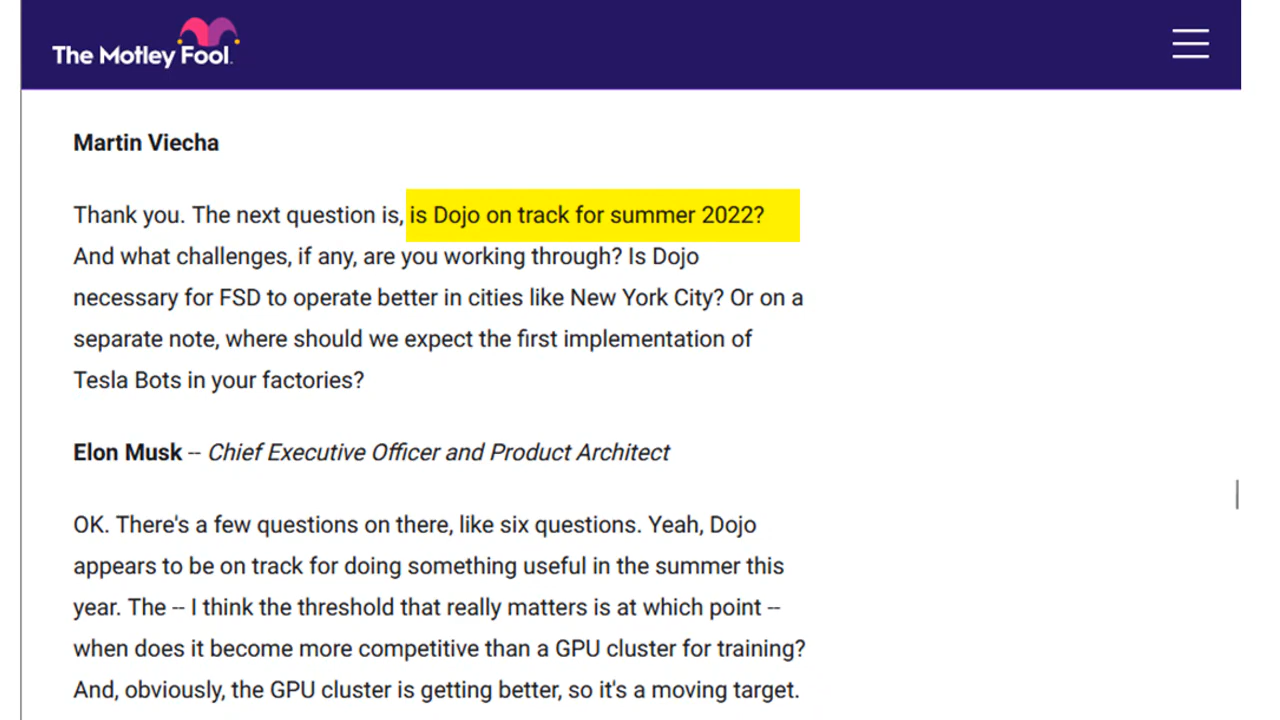 The Motley Fool.
Martin Viecha
Thank you. The next question is, is Dojo on track for summer 2022?
And what challenges, if any, are you working through? Is Dojo
necessary for FSD to operate better in cities like New York City? Or on a
separate note, where should we expect the first implementation of
Tesla Bots in your factories?
Elon Musk -- Chief Executive Officer and Product Architect
OK. There's a few questions on there, like six questions. Yeah, Dojo
appears to be on track for doing something useful in the summer this
year. The -- I think the threshold that really matters is at which point --
when does it become more competitive than a GPU cluster for training?
And, obviously, the GPU cluster is getting better, so it's a moving target.